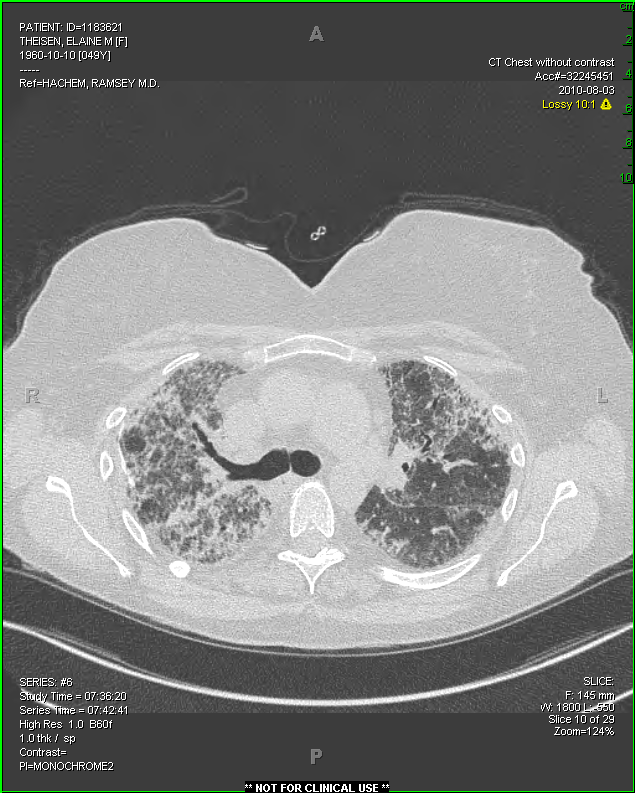 PATIENT: ID=1183621
THEISEN, ELAINE M [F]
1960-10-10 [049Y]
-----
Ref=HACHEM, RAMSEY M.D.
A
cm
2
4
6
8
10
CT Chest without contrast
Acc#=32245451
2010-08-03
Lossy 10:1
R
L
SERIES: #6
Study Time = 07:36:20
Series Time = 07:42:41
High Res 1.0 B60f
1.0 thk / sp
Contrast=
PI=MONOCHROME2
P
SLICE:
F: 145 mm
W: 1800 L: -550
Slice 10 of 29
Zoom=124%
** NOT FOR CLINICAL USE **